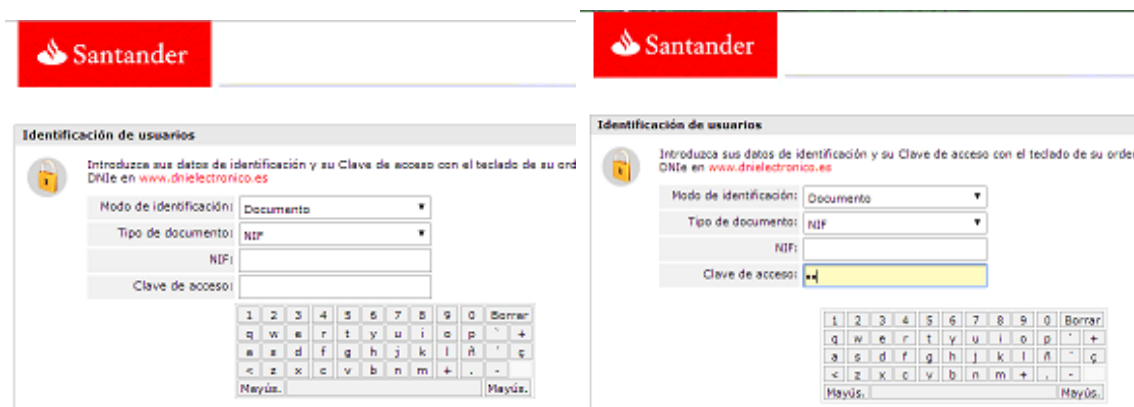 Santander
Identificación de usuarios
Introduzca sus datos de identificación y su Clave de acceso con el teclado de su ord
DNIe en www.dnielectronico.es
Modo de identificación: Documento
Tipo de documento: NIF
NIF:
Clave de acceso:
1 2 3 4 5 6 7 8 9 0 Borrar
q w e r t y u i o p ` +
a s d f g h j k l ñ ´ ç
< z x c v b n m + . -
Mayús. Mayús.
Santander
Identificación de usuarios
Introduzca sus datos de identificación y su Clave de acceso con el teclado de su orde
DNIe en www.dnielectronico.es
Modo de identificación: Documento
Tipo de documento: NIF
NIF:
Clave de acceso: ••
1 2 3 4 5 6 7 8 9 0 Borrar
q w e r t y u i o p ` +
a s d f g h j k l ñ ´ ç
< z x c v b n m + . -
Mayús. Mayús.